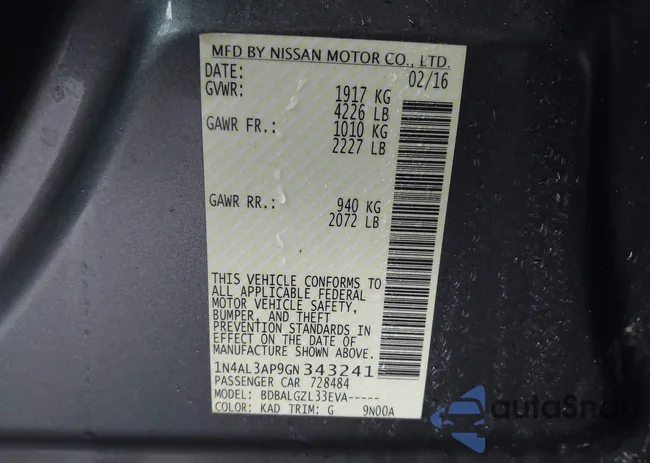 MFD BY NISSAN MOTOR CO., LTD.
DATE: 02/16
GVWR: 1917 KG
4226 LB
GAWR FR.: 1010 KG
2227 LB
GAWR RR.: 940 KG
2072 LB
THIS VEHICLE CONFORMS TO
ALL APPLICABLE FEDERAL
MOTOR VEHICLE SAFETY,
BUMPER, AND THEFT
PREVENTION STANDARDS IN
EFFECT ON THE DATE OF
MANUFACTURE SHOWN ABOVE.
1N4AL3AP9GN 343241
PASSENGER CAR 728484
MODEL: BDBALGZL33EVA-----
COLOR: KAD TRIM: G 9N00A
autoSnap